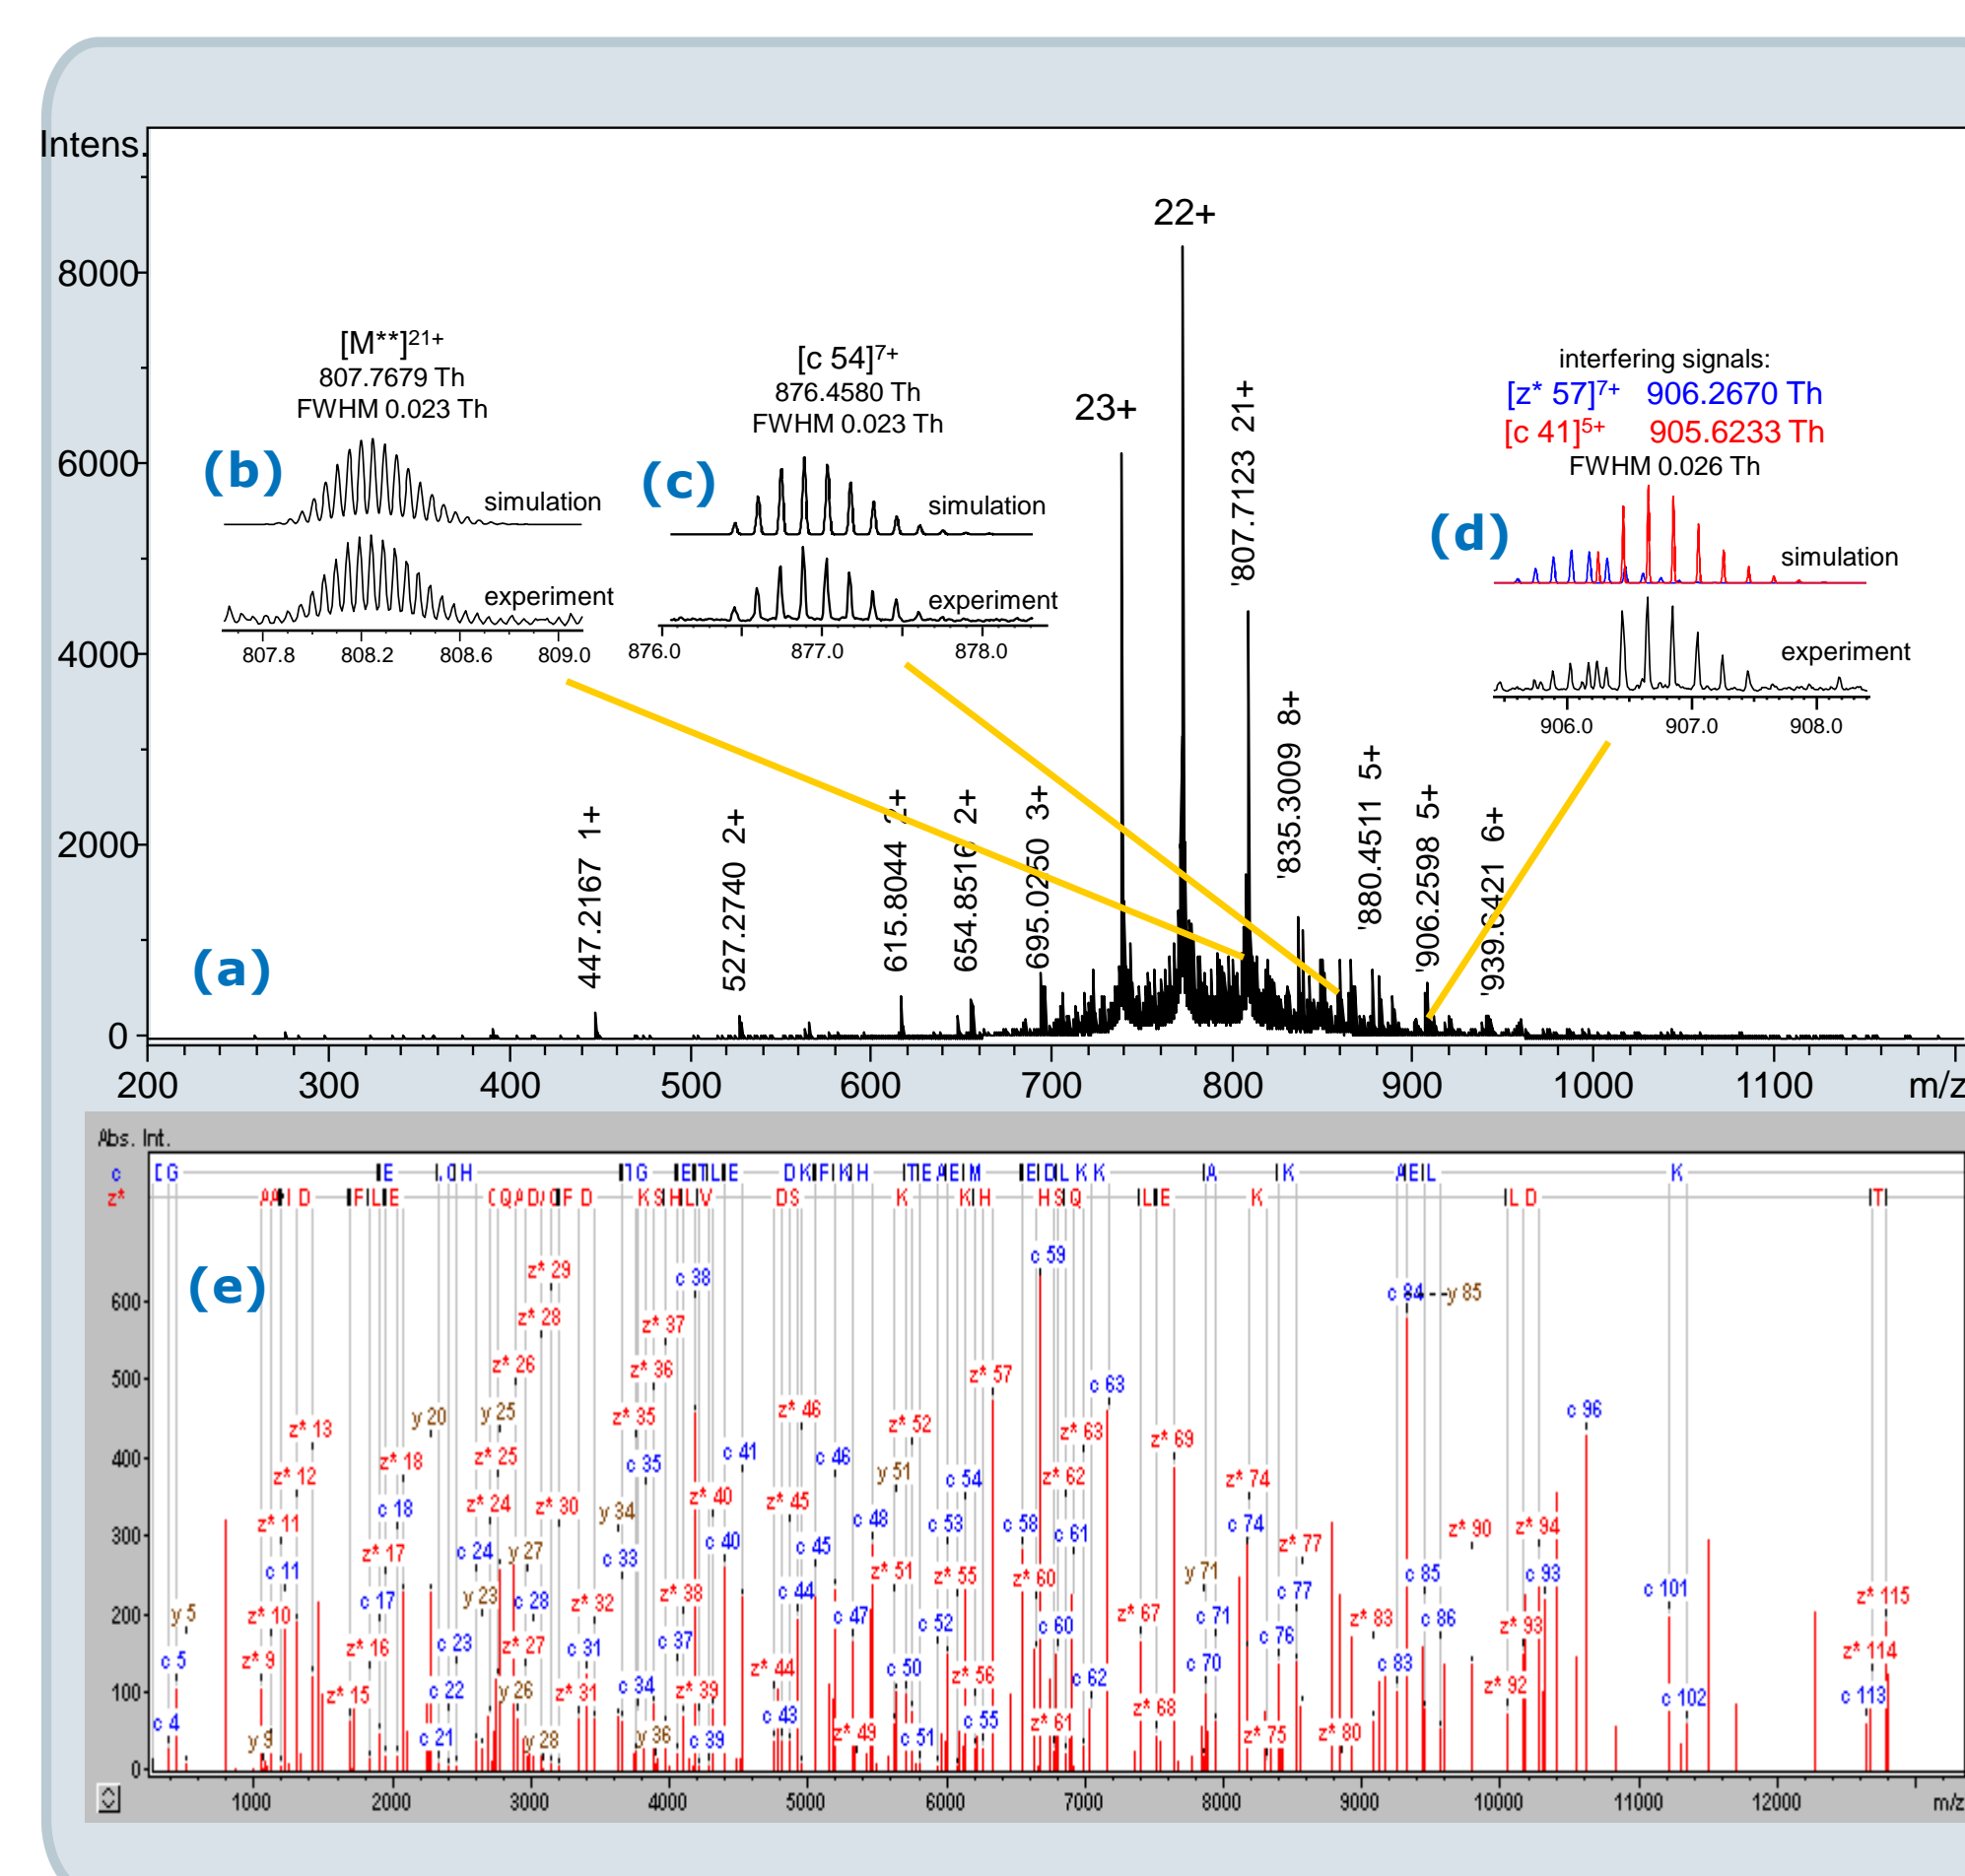 Intens.
8000
6000
4000
2000
0
22+
23+
'807.7123 21+
[M**]21+
807.7679 Th
FWHM 0.023 Th
(b)
simulation
experiment
807.8 808.2 808.6 809.0
[c 54]7+
876.4580 Th
FWHM 0.023 Th
(c)
simulation
experiment
876.0 877.0 878.0
interfering signals:
[z* 57]7+ 906.2670 Th
[c 41]5+ 905.6233 Th
FWHM 0.026 Th
(d)
simulation
experiment
906.0 907.0 908.0
(a)
447.2167 1+
527.2740 2+
615.8044 2+
654.8516 2+
695.0250 3+
'835.3009 8+
'880.4511 5+
'906.2598 5+
'939.6421 6+
200 300 400 500 600 700 800 900 1000 1100 m/z
Abs. Int.
c
z*
(e)
600
500
400
300
200
100
0
c 59
z* 29
c 38
c 84 y 85
z* 28
z* 37
z* 26
z* 36
z* 57
c 63
y 20
y 25
z* 35
z* 46
c 96
z* 13
z* 52
z* 63
z* 69
z* 18
z* 25
c 35
c 41
c 46
y 51
c 54
z* 62
z* 74
z* 12
c 18
z* 24
z* 30
y 34
z* 40
z* 45
c 48
c 53
c 58
c 61
c 74
z* 11
z* 90
z* 94
z* 77
z* 17
c 24
y 27
c 33
c 40
c 45
c 11
z* 51
z* 55
z* 60
y 71
c 85
c 93
c 77
c 101
z* 115
y 5
z* 10
c 17
y 23
c 28
z* 32
z* 38
c 44
c 47
c 52
c 60
z* 67
c 71
z* 83
c 86
z* 93
c 5
z* 9
z* 16
c 23
z* 27
c 31
c 37
z* 44
c 50
z* 56
c 62
c 70
c 76
c 83
z* 92
z* 114
z* 15
c 22
y 26
z* 31
c 34
z* 39
c 43
z* 49
c 55
z* 61
z* 68
c 102
c 113
c 4
y 9
c 21
y 28
y 36
c 39
c 51
z* 75
z* 80
1000 2000 3000 4000 5000 6000 7000 8000 9000 10000 11000 12000 m/z